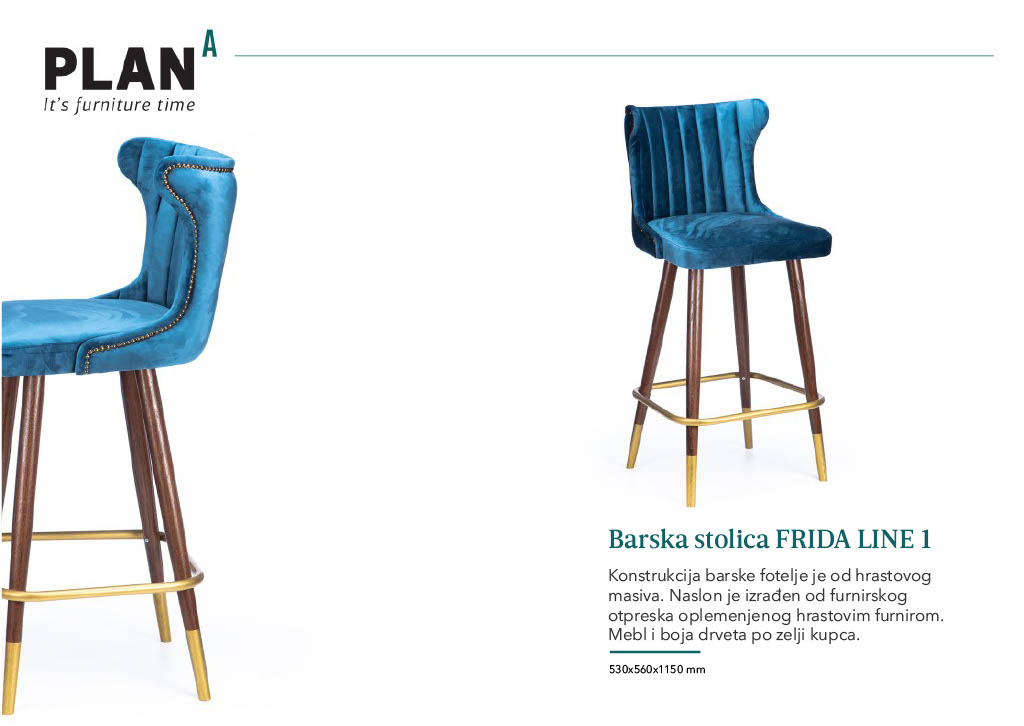 PLAN A
It's furniture time
Barska stolica FRIDA LINE 1
Konstrukcija barske fotelje je od hrastovog
masiva. Naslon je izrađen od furnirskog
otpreska oplemenjenog hrastovim furnirom.
Mebl i boja drveta po zelji kupca.
530x560x1150 mm